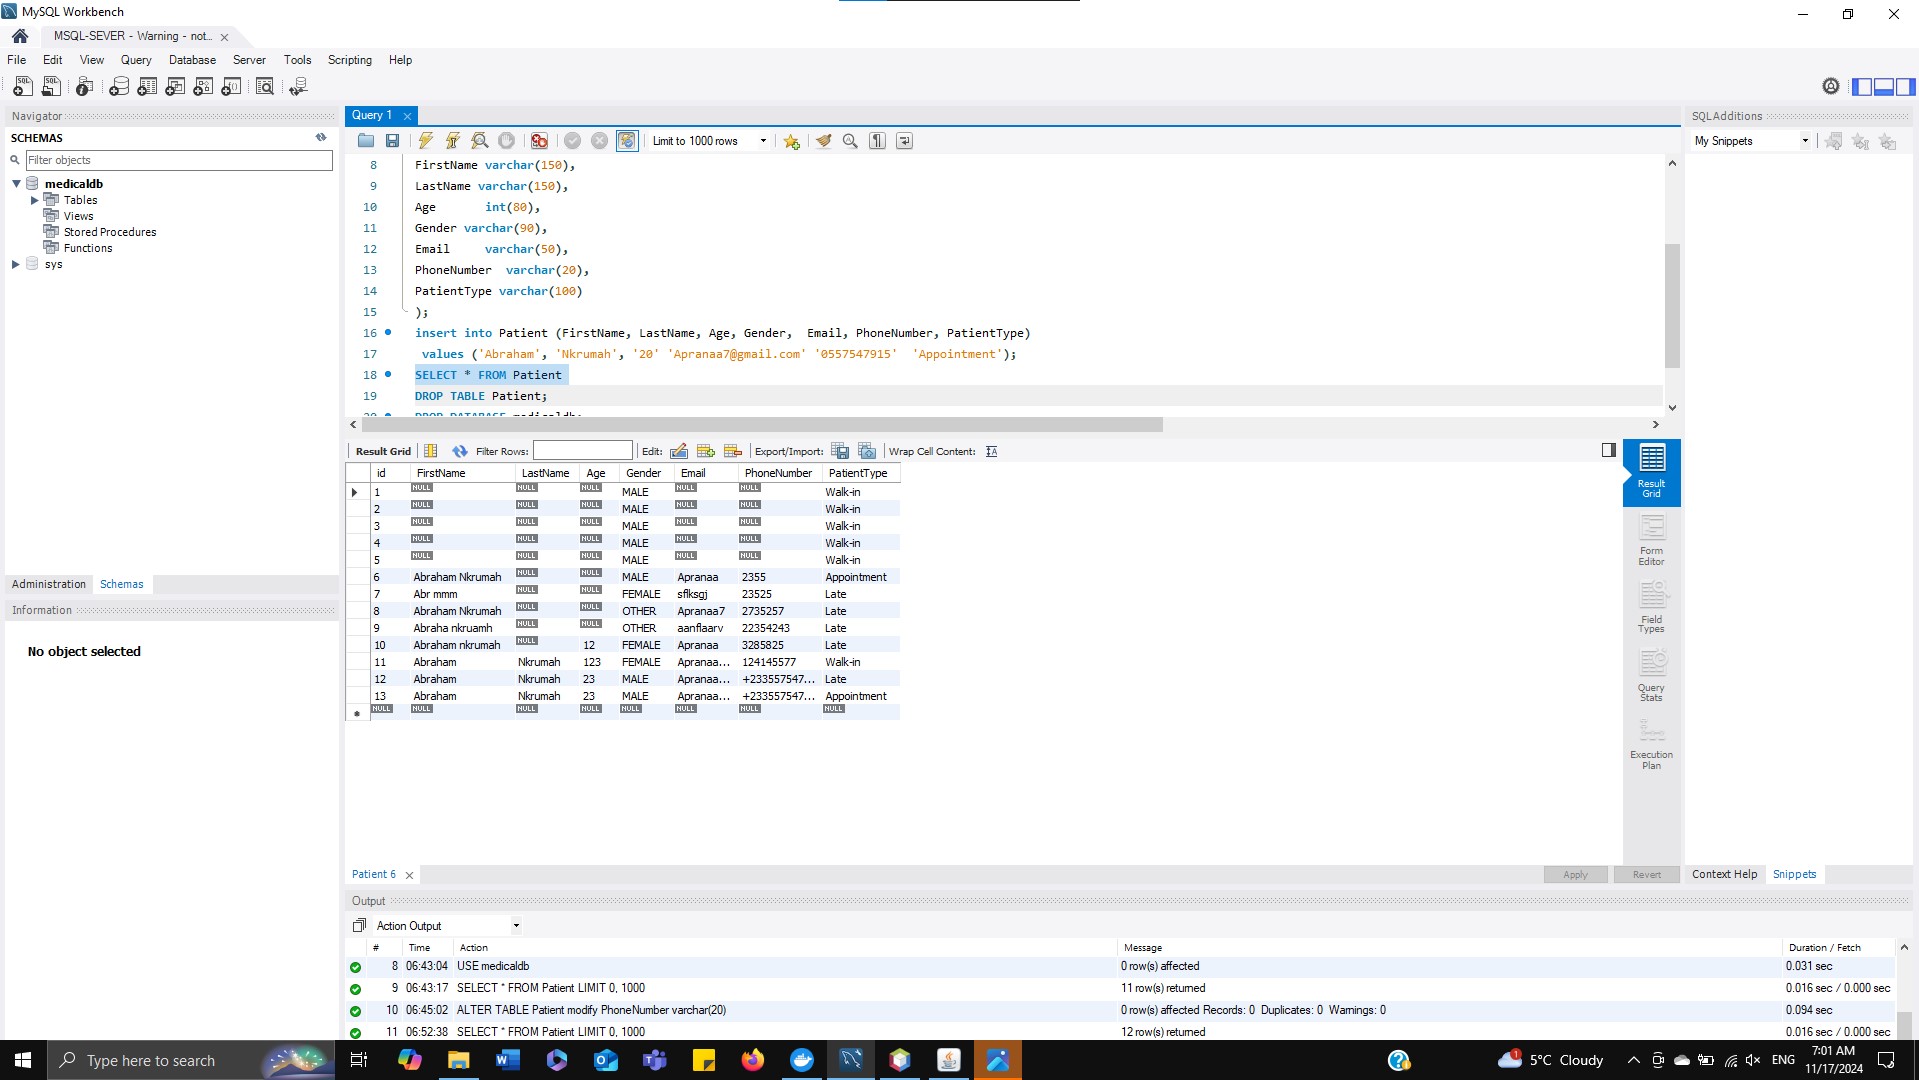 MySQL Workbench
MSQL-SEVER - Warning - not...
File Edit View Query Database Server Tools Scripting Help
Navigator
SCHEMAS
Filter objects
medicaldb
Tables
Views
Stored Procedures
Functions
sys
Administration Schemas
Information
No object selected
Query 1
Limit to 1000 rows
8 FirstName varchar(150),
9 LastName varchar(150),
10 Age int(80),
11 Gender varchar(90),
12 Email varchar(50),
13 PhoneNumber varchar(20),
14 PatientType varchar(100)
15 );
16 insert into Patient (FirstName, LastName, Age, Gender, Email, PhoneNumber, PatientType)
17 values ('Abraham', 'Nkrumah', '20' 'Apranaa7@gmail.com' '0557547915' 'Appointment');
18 SELECT * FROM Patient
19 DROP TABLE Patient;
Result Grid Filter Rows: Edit: Export/Import: Wrap Cell Content:
id FirstName LastName Age Gender Email PhoneNumber PatientType
1 NULL NULL NULL MALE NULL NULL Walk-in
2 NULL NULL NULL MALE NULL NULL Walk-in
3 NULL NULL NULL MALE NULL NULL Walk-in
4 NULL NULL NULL MALE NULL NULL Walk-in
5 NULL NULL NULL MALE NULL NULL Walk-in
6 Abraham Nkrumah NULL NULL MALE Apranaa 2355 Appointment
7 Abr mmm NULL NULL FEMALE sflksgj 23525 Late
8 Abraham Nkrumah NULL NULL OTHER Apranaa7 2735257 Late
9 Abraha nkruamh NULL NULL OTHER aanflaarv 22354243 Late
10 Abraham nkrumah NULL 12 FEMALE Apranaa 3285825 Late
11 Abraham Nkrumah 123 FEMALE Apranaa... 124145577 Walk-in
12 Abraham Nkrumah 23 MALE Apranaa... +233557547... Late
13 Abraham Nkrumah 23 MALE Apranaa... +233557547... Appointment
NULL NULL NULL NULL NULL NULL NULL NULL
Result
Grid
Form
Editor
Field
Types
Query
Stats
Execution
Plan
Patient 6
Apply Revert
SQLAdditions
My Snippets
Context Help Snippets
Output
Action Output
# Time Action Message Duration / Fetch
8 06:43:04 USE medicaldb 0 row(s) affected 0.031 sec
9 06:43:17 SELECT * FROM Patient LIMIT 0, 1000 11 row(s) returned 0.016 sec / 0.000 sec
10 06:45:02 ALTER TABLE Patient modify PhoneNumber varchar(20) 0 row(s) affected Records: 0 Duplicates: 0 Warnings: 0 0.094 sec
11 06:52:38 SELECT * FROM Patient LIMIT 0, 1000 12 row(s) returned 0.016 sec / 0.000 sec
Type here to search
1 5°C Cloudy
ENG
7:01 AM
11/17/2024